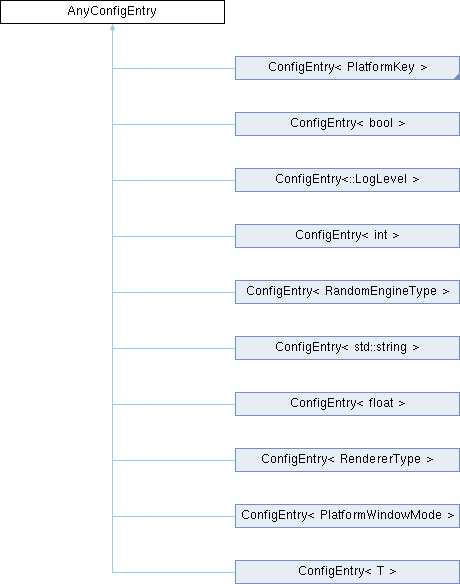 AnyConfigEntry
ConfigEntry< PlatformKey >
ConfigEntry< bool >
ConfigEntry<::LogLevel >
ConfigEntry< int >
ConfigEntry< RandomEngineType >
ConfigEntry< std::string >
ConfigEntry< float >
ConfigEntry< RendererType >
ConfigEntry< PlatformWindowMode >
ConfigEntry< T >